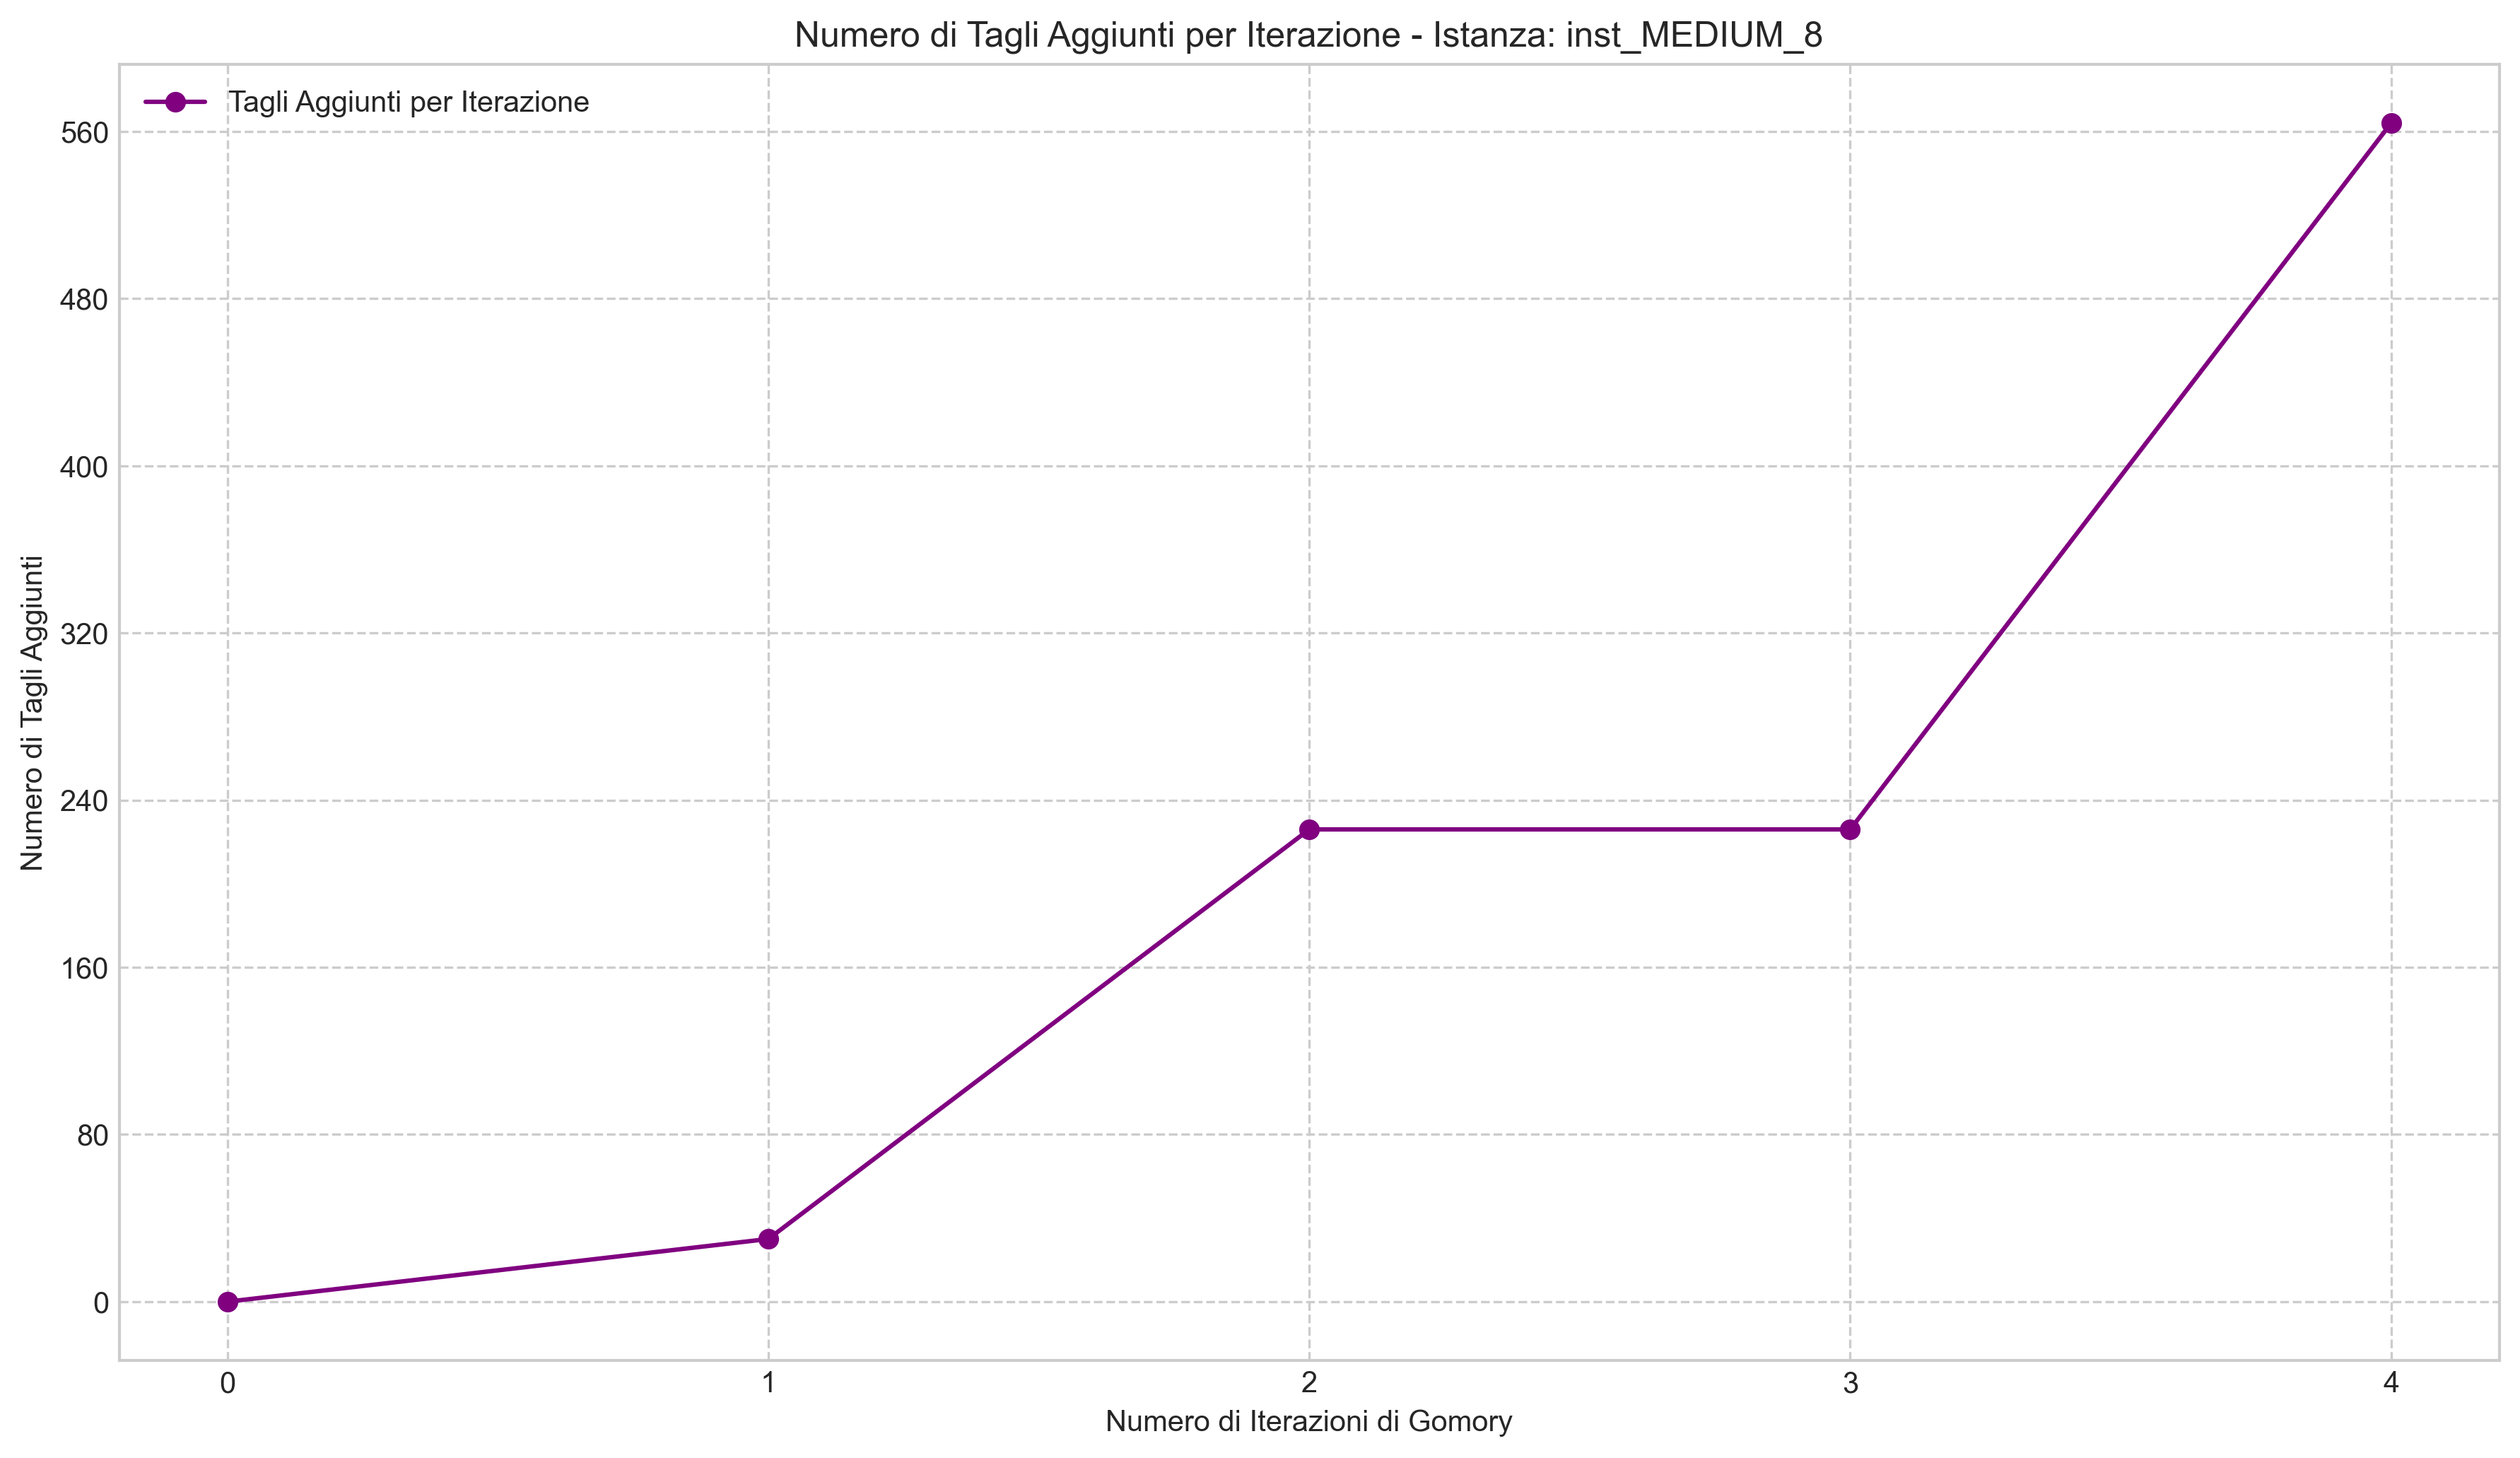 Numero di Tagli Aggiunti per Iterazione - Istanza: inst_MEDIUM_8
Tagli Aggiunti per Iterazione
560
480
400
320
240
160
80
0
Numero di Tagli Aggiunti
0 1 2 3 4
Numero di Iterazioni di Gomory